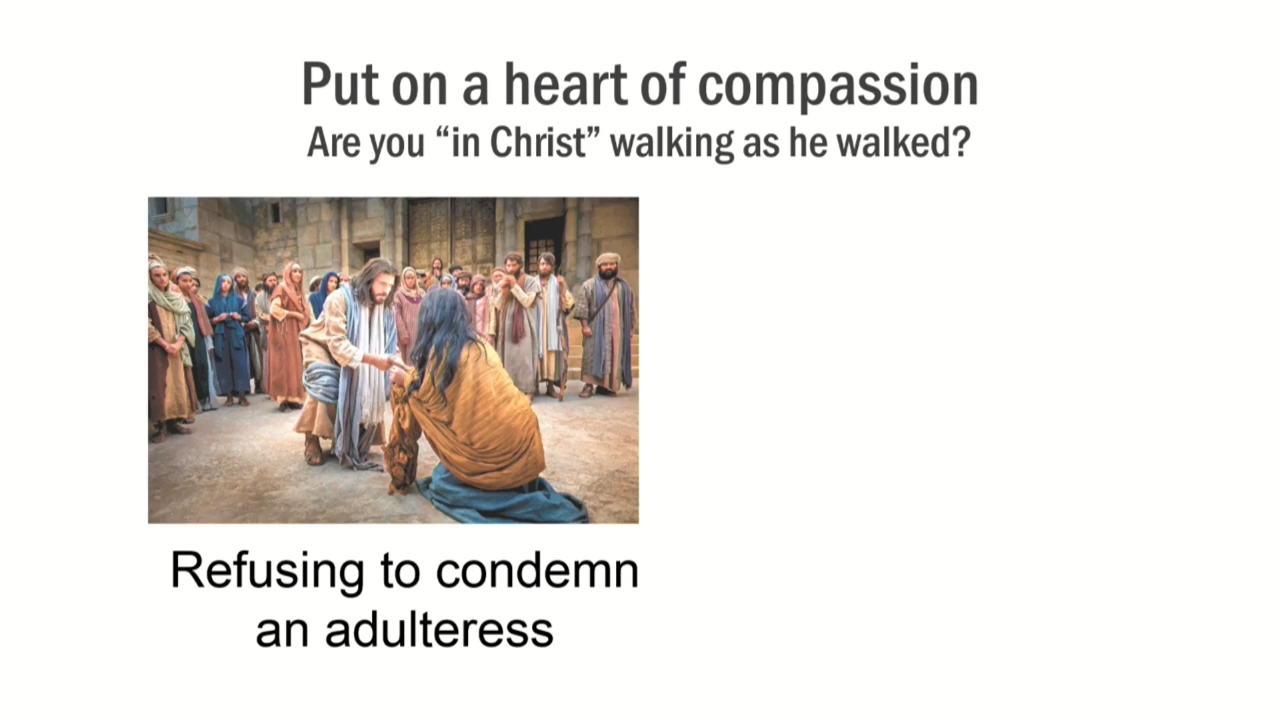 Put on a heart of compassion
Are you “in Christ” walking as he walked?
Refusing to condemn
an adulteress